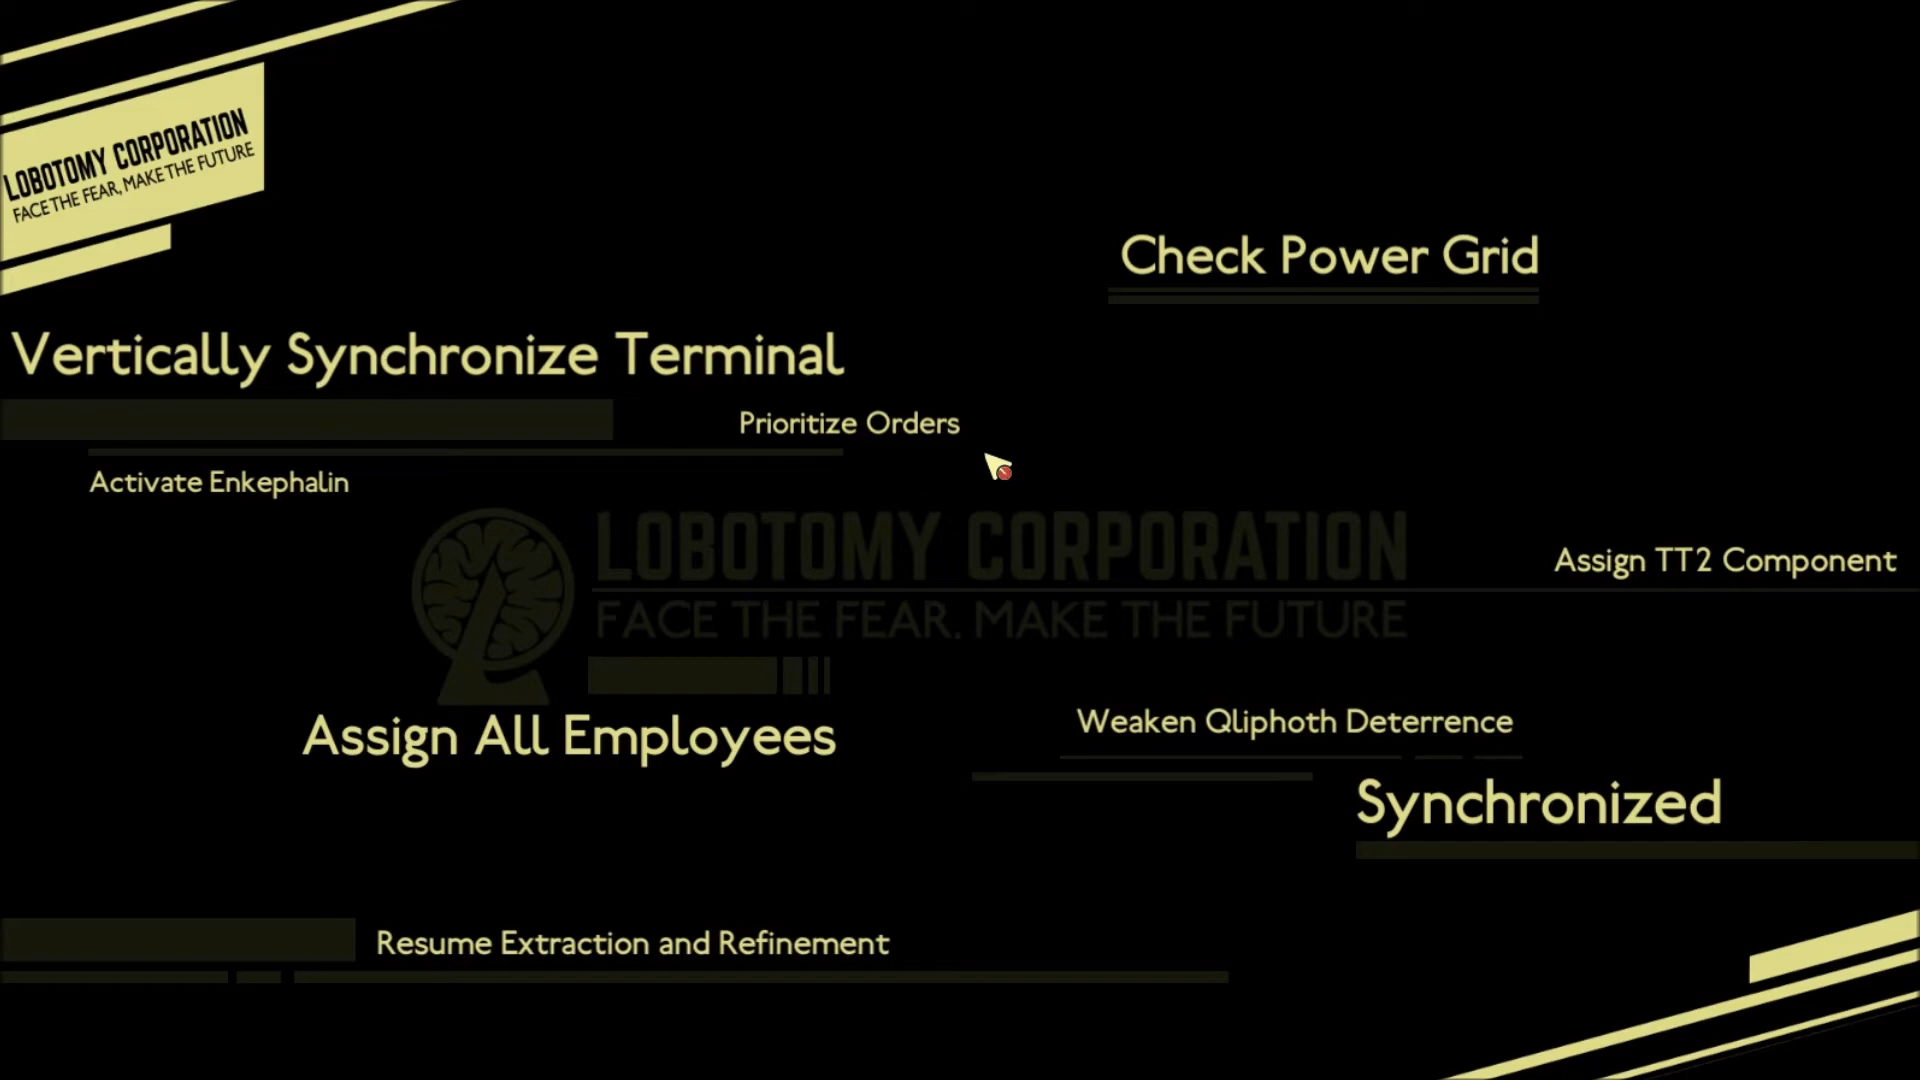 LOBOTOMY CORPORATION
FACE THE FEAR, MAKE THE FUTURE
Check Power Grid
Vertically Synchronize Terminal
Prioritize Orders
Activate Enkephalin
LOBOTOMY CORPORATION
FACE THE FEAR. MAKE THE FUTURE
Assign TT2 Component
Assign All Employees
Weaken Qliphoth Deterrence
Synchronized
Resume Extraction and Refinement